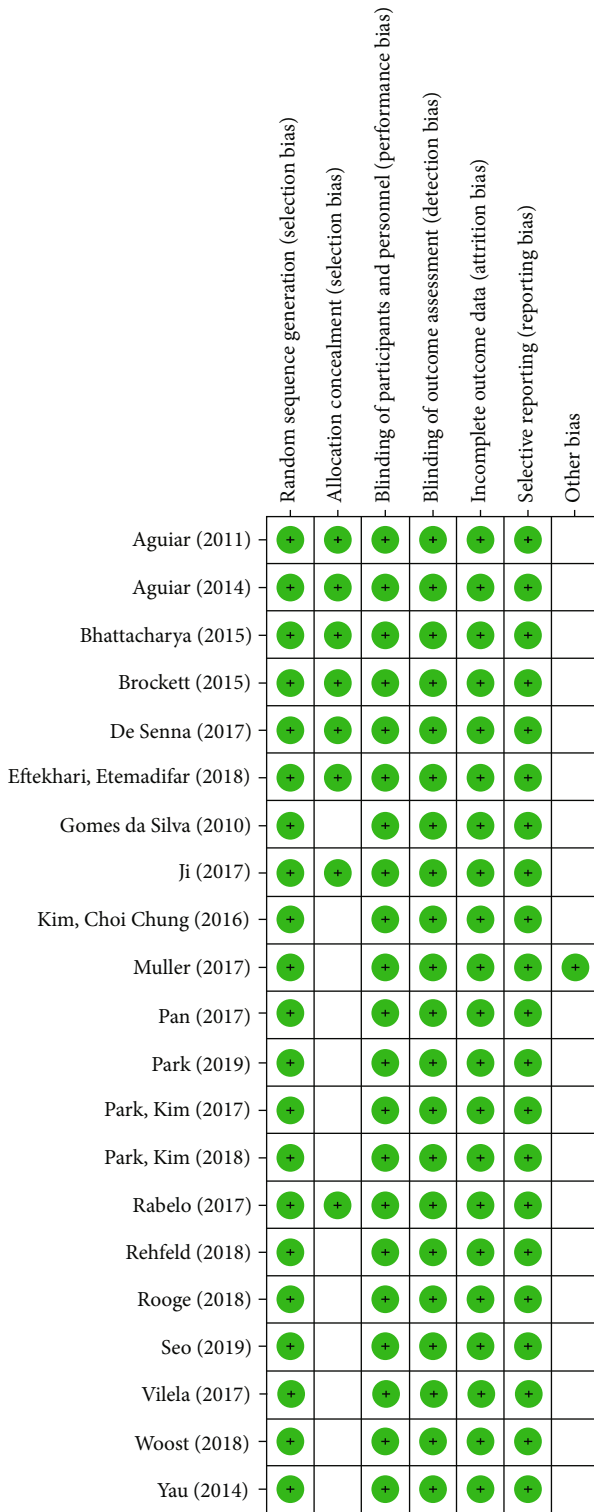 Random sequence generation (selection bias)
Allocation concealment (selection bias)
Blinding of participants and personnel (performance bias)
Blinding of outcome assessment (detection bias)
Incomplete outcome data (attrition bias)
Selective reporting (reporting bias)
Other bias
Aguiar (2011) + + + + + +
Aguiar (2014) + + + + + +
Bhattacharya (2015) + + + + + +
Brockett (2015) + + + + + +
De Senna (2017) + + + + + +
Eftekhari, Etemadifar (2018) + + + + + +
Gomes da Silva (2010) + + + + +
Ji (2017) + + + + + +
Kim, Choi Chung (2016) + + + + +
Muller (2017) + + + + + +
Pan (2017) + + + + +
Park (2019) + + + + +
Park, Kim (2017) + + + + +
Park, Kim (2018) + + + + +
Rabelo (2017) + + + + + +
Rehfeld (2018) + + + + +
Rooge (2018) + + + + +
Seo (2019) + + + + +
Vilela (2017) + + + + +
Woost (2018) + + + + +
Yau (2014) + + + + +